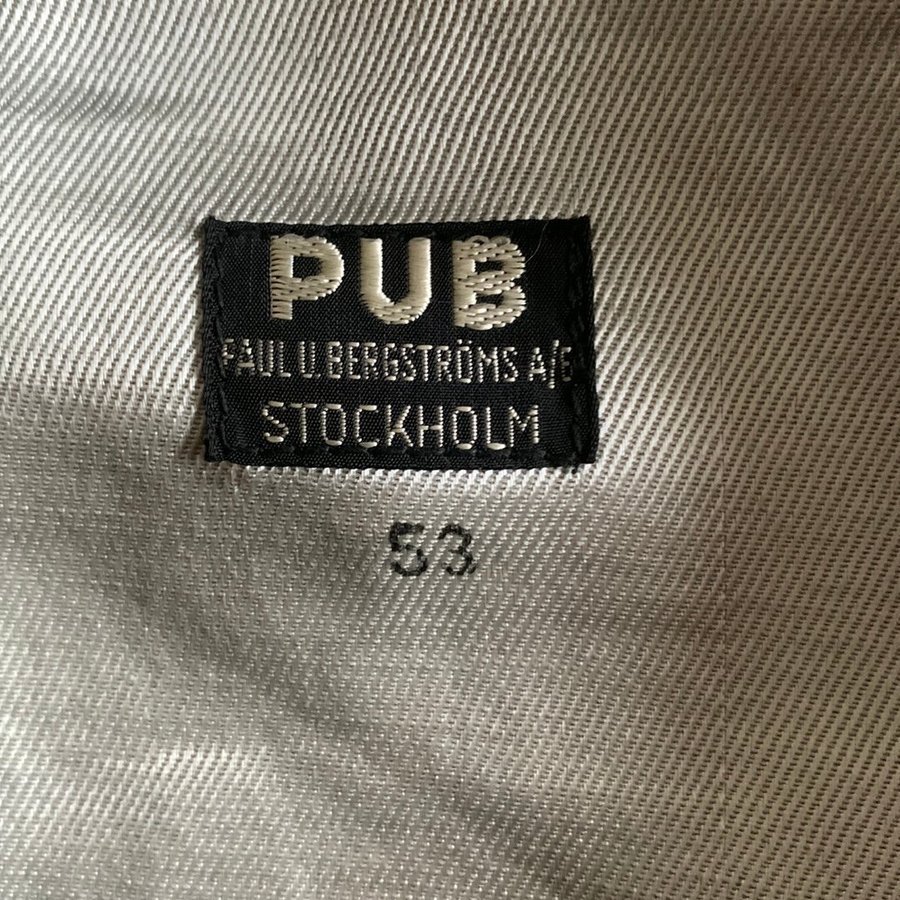 PUB
PAUL U. BERGSTRÖMS A/B
STOCKHOLM
53